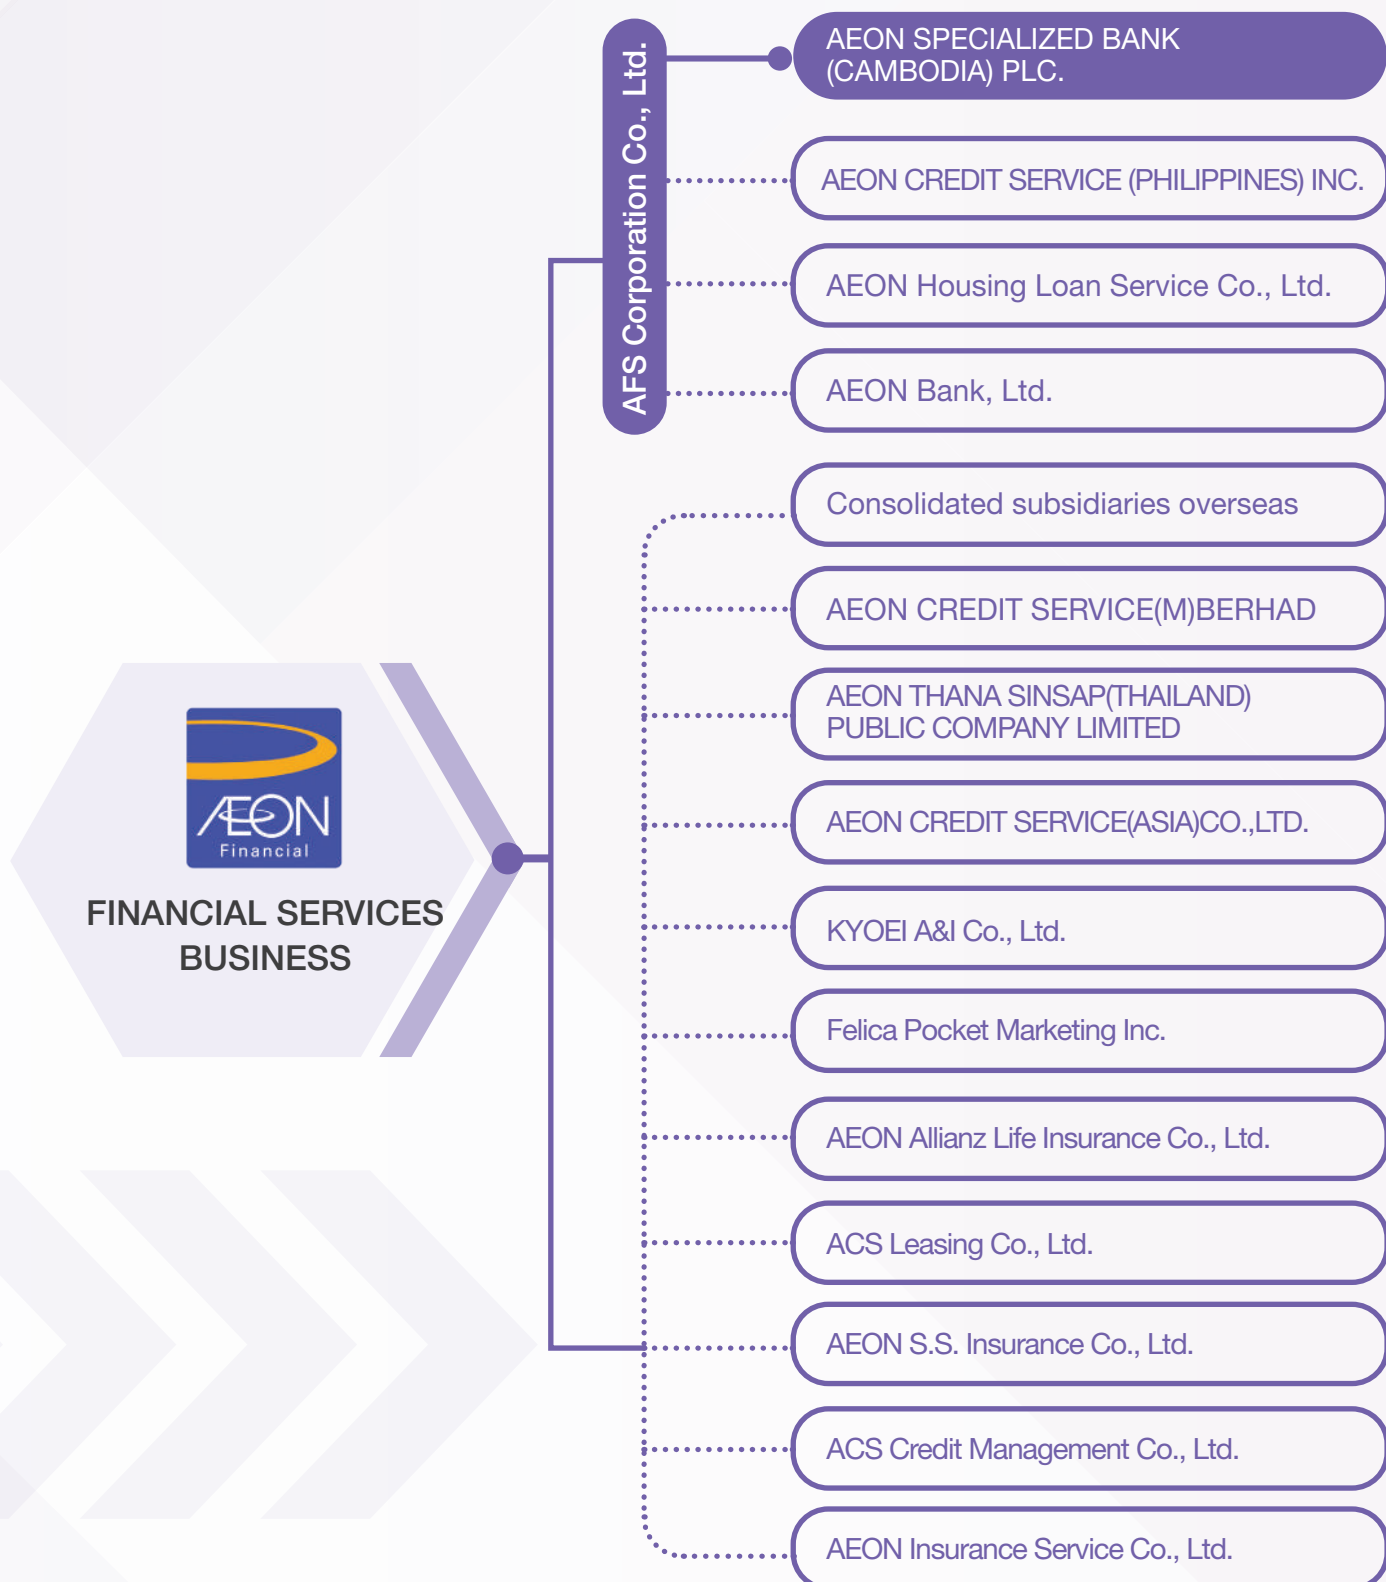 ÆON
Financial
FINANCIAL SERVICES
BUSINESS
AFS Corporation Co., Ltd.
AEON SPECIALIZED BANK
(CAMBODIA) PLC.
AEON CREDIT SERVICE (PHILIPPINES) INC.
AEON Housing Loan Service Co., Ltd.
AEON Bank, Ltd.
Consolidated subsidiaries overseas
AEON CREDIT SERVICE(M)BERHAD
AEON THANA SINSAP(THAILAND)
PUBLIC COMPANY LIMITED
AEON CREDIT SERVICE(ASIA)CO.,LTD.
KYOEI A&I Co., Ltd.
Felica Pocket Marketing Inc.
AEON Allianz Life Insurance Co., Ltd.
ACS Leasing Co., Ltd.
AEON S.S. Insurance Co., Ltd.
ACS Credit Management Co., Ltd.
AEON Insurance Service Co., Ltd.